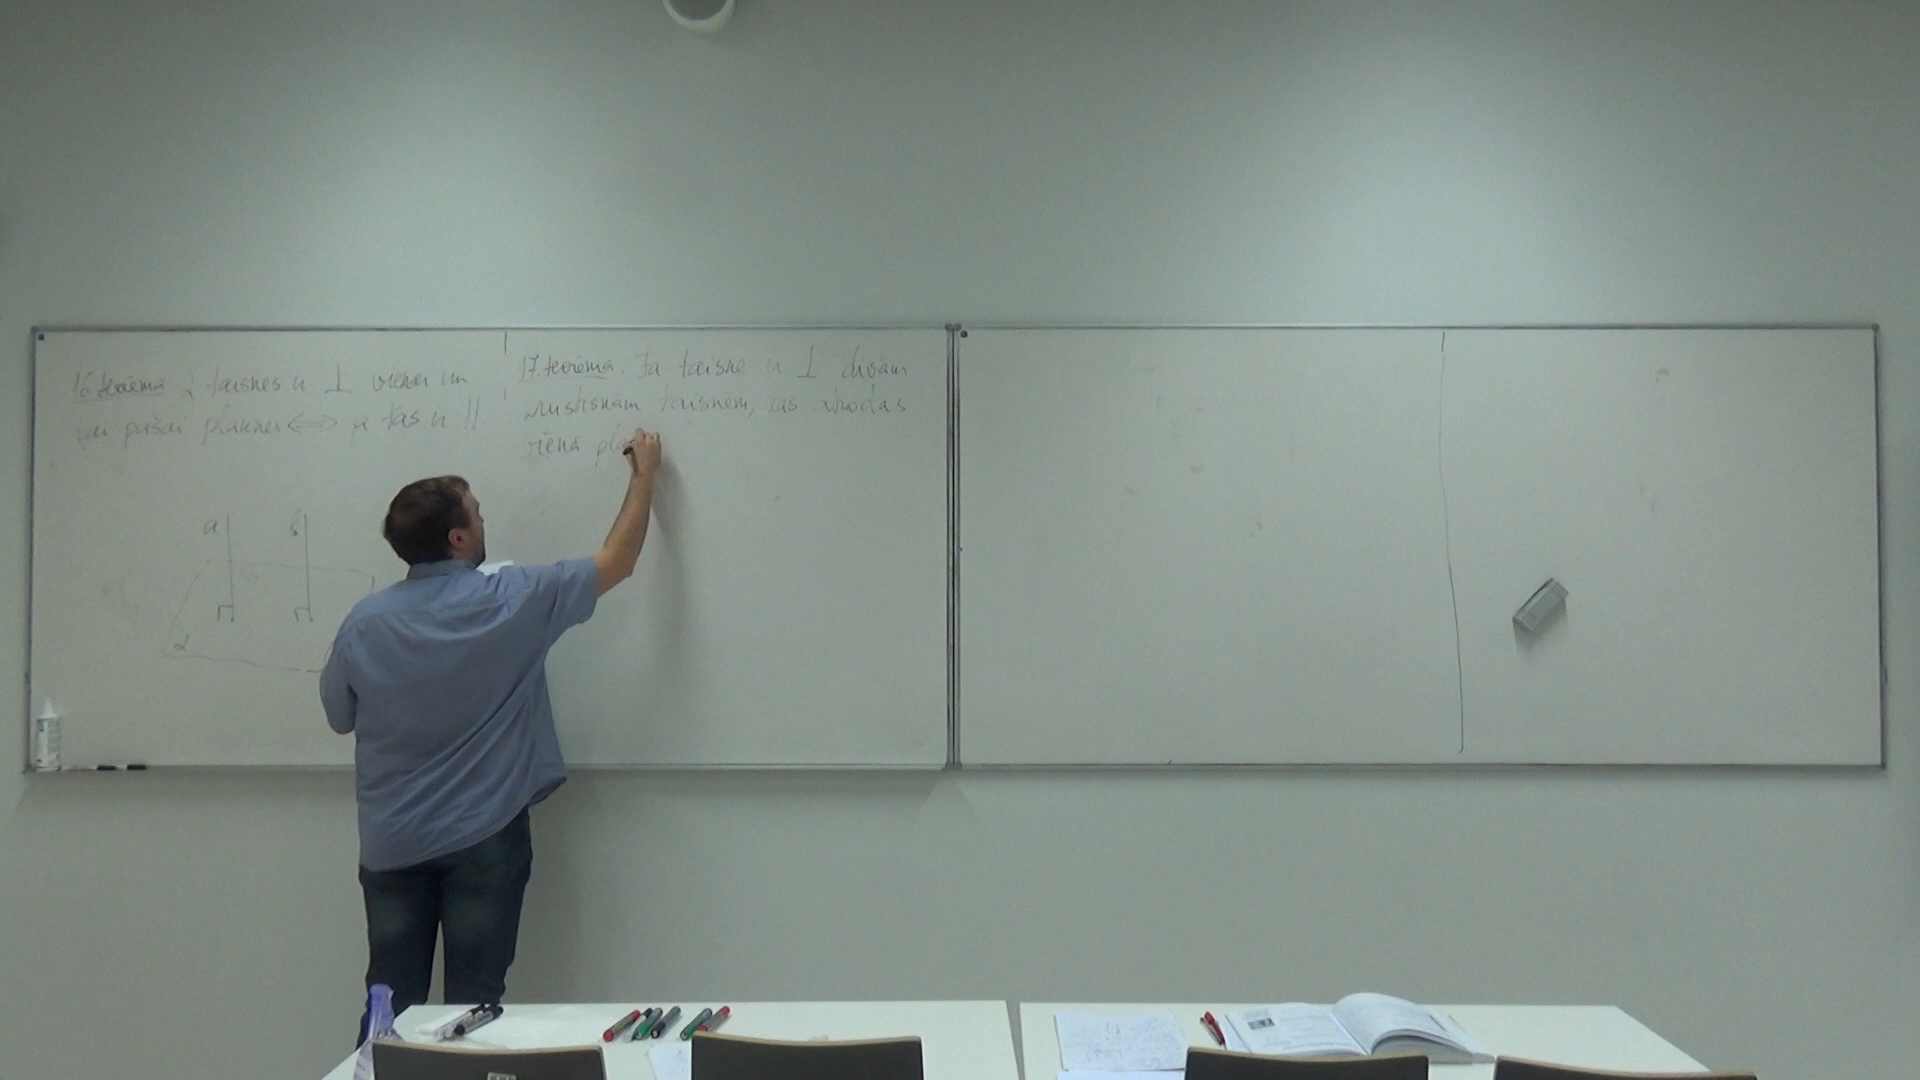 16.teorēma 2 taisnes ir ⊥ vienai un
tai pašai plaknei <=> ja tās ir ||.
17.teorēma. Ja taisne ir ⊥ divām
krustiskām taisnēm, kas atrodas
vienā pla
a
b
α